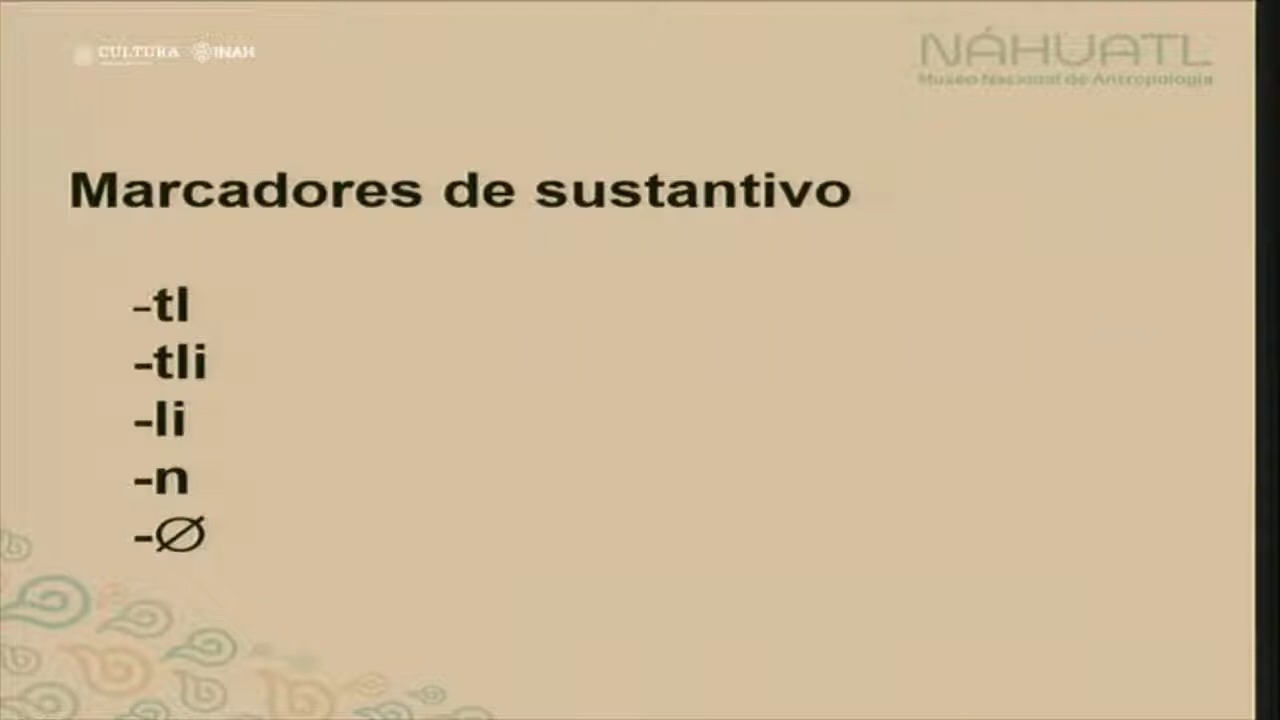 CULTURA INAH
NÁHUATL
Museo Nacional de Antropología
Marcadores de sustantivo
-tl
-tli
-li
-n
-Ø